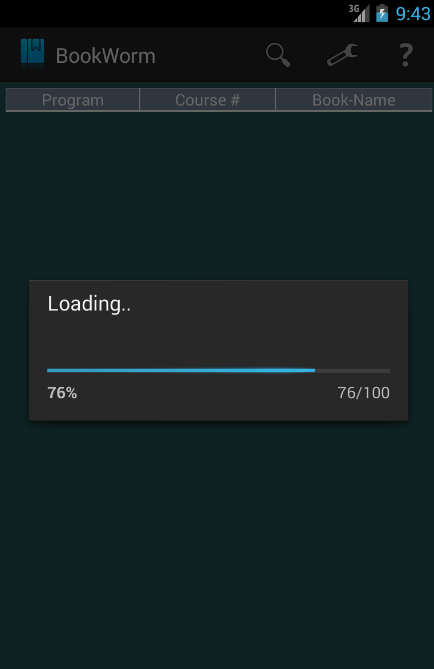 3G 9:43
BookWorm ?
Program Course # Book-Name
Loading..
76% 76/100